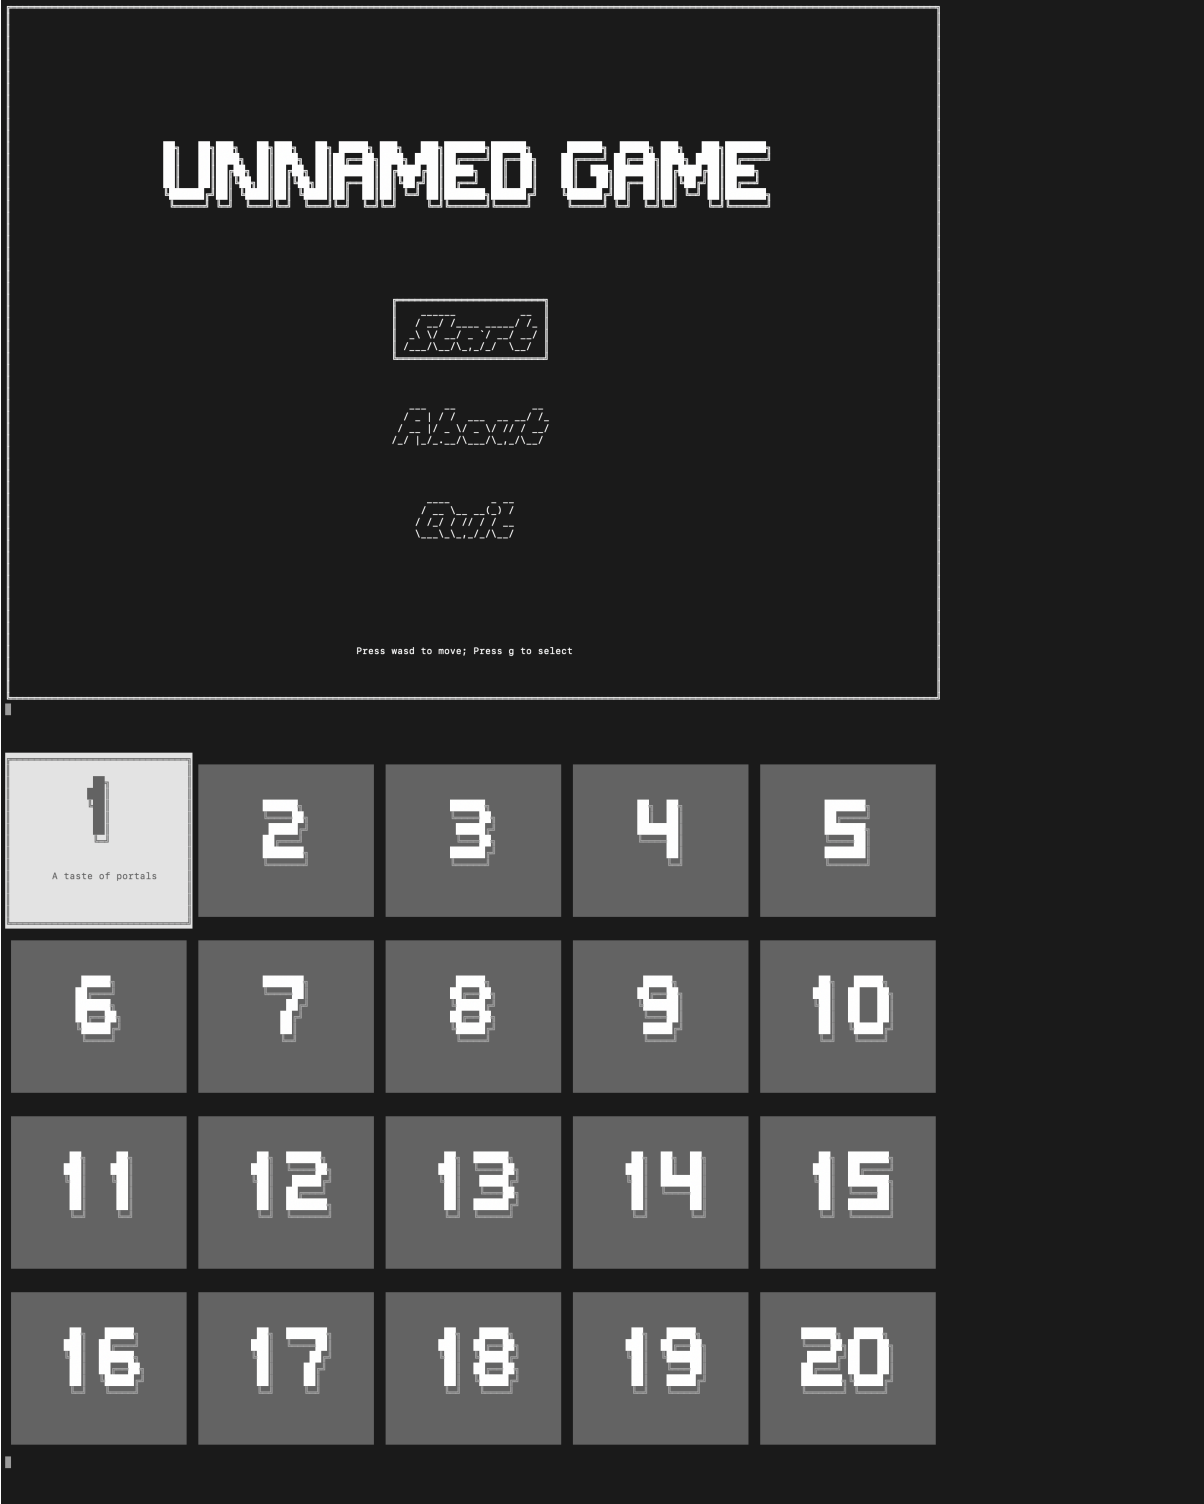 UNNAMED GAME
Start
About
Quit
Press wasd to move; Press g to select
1 2 3 4 5
A taste of portals
6 7 8 9 10
11 12 13 14 15
16 17 18 19 20